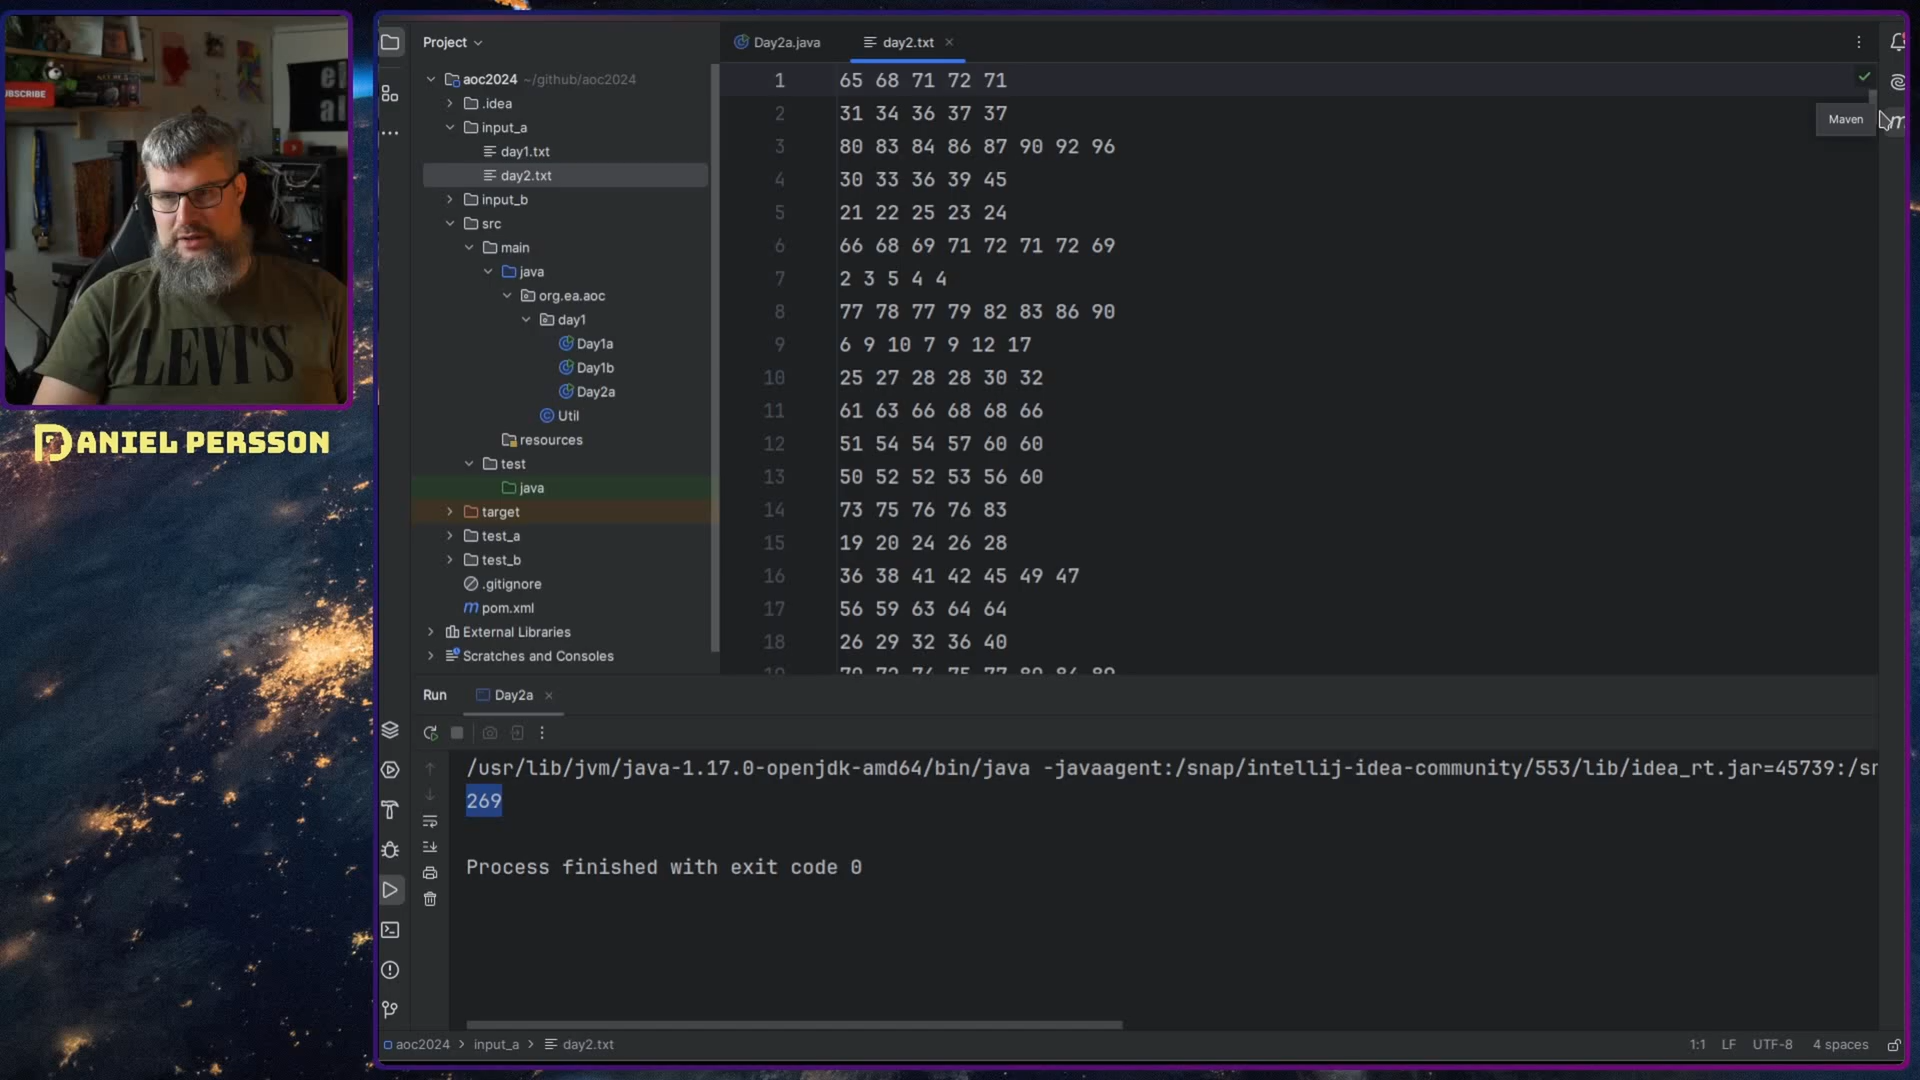 UBSCRIBE
LEVI'S
DANIEL PERSSON
Project
aoc2024 ~/github/aoc2024
.idea
input_a
day1.txt
day2.txt
input_b
src
main
java
org.ea.aoc
day1
Day1a
Day1b
Day2a
Util
resources
test
java
target
test_a
test_b
.gitignore
pom.xml
External Libraries
Scratches and Consoles
Day2a.java day2.txt
Maven
1 65 68 71 72 71
2 31 34 36 37 37
3 80 83 84 86 87 90 92 96
4 30 33 36 39 45
5 21 22 25 23 24
6 66 68 69 71 72 71 72 69
7 2 3 5 4 4
8 77 78 77 79 82 83 86 90
9 6 9 10 7 9 12 17
10 25 27 28 28 30 32
11 61 63 66 68 68 66
12 51 54 54 57 60 60
13 50 52 52 53 56 60
14 73 75 76 76 83
15 19 20 24 26 28
16 36 38 41 42 45 49 47
17 56 59 63 64 64
18 26 29 32 36 40
Run Day2a
/usr/lib/jvm/java-1.17.0-openjdk-amd64/bin/java -javaagent:/snap/intellij-idea-community/553/lib/idea_rt.jar=45739:/sn
269
Process finished with exit code 0
aoc2024 > input_a > day2.txt
1:1 LF UTF-8 4 spaces